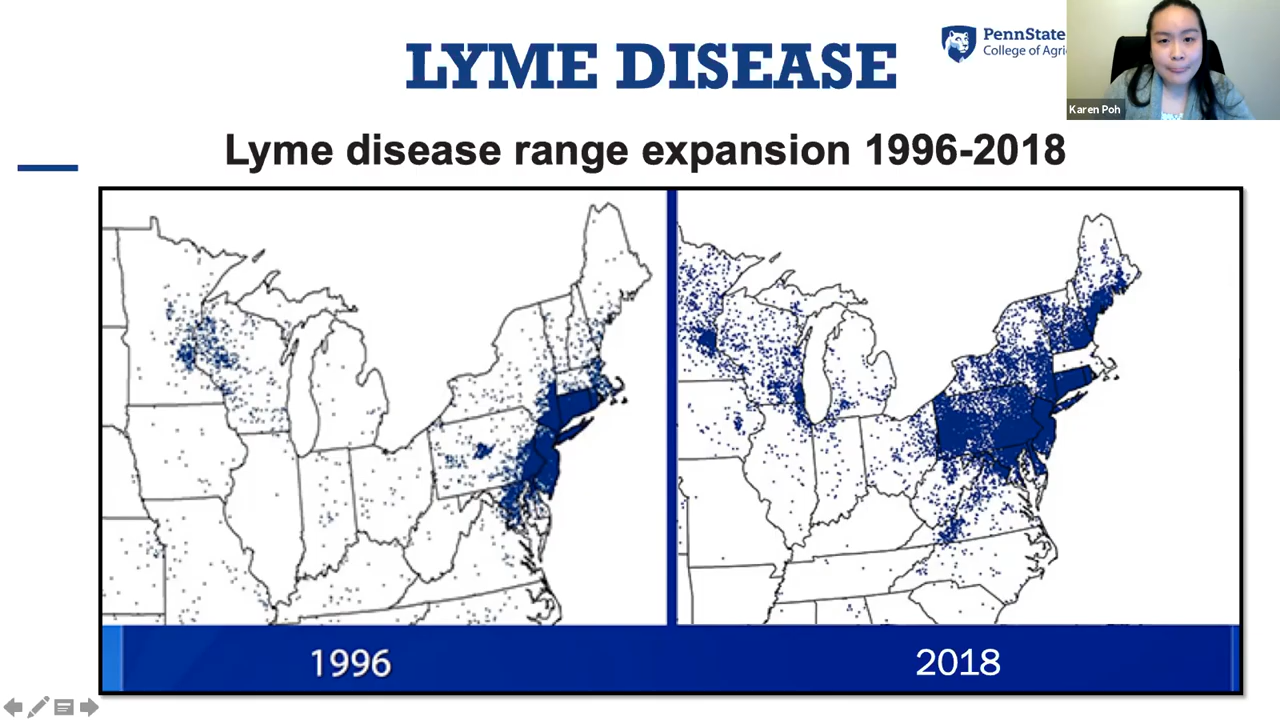 LYME DISEASE
PennState
College of Agri
Karen Poh
Lyme disease range expansion 1996-2018
1996
2018